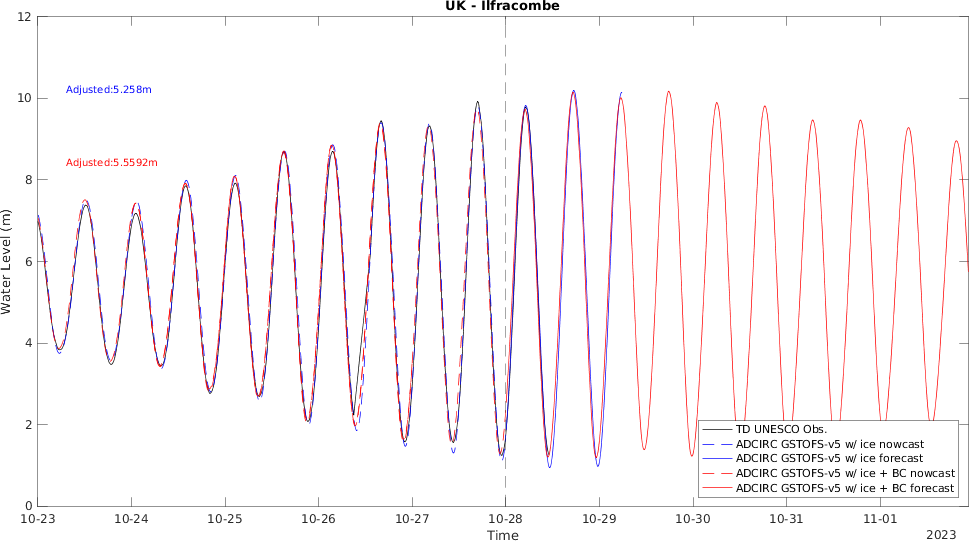 UK - Ilfracombe
12
10
8
6
4
2
0
Water Level (m)
Adjusted:5.258m
Adjusted:5.5592m
TD UNESCO Obs.
ADCIRC GSTOFS-v5 w/ ice nowcast
ADCIRC GSTOFS-v5 w/ ice forecast
ADCIRC GSTOFS-v5 w/ ice + BC nowcast
ADCIRC GSTOFS-v5 w/ ice + BC forecast
10-23 10-24 10-25 10-26 10-27 10-28 10-29 10-30 10-31 11-01
Time
2023